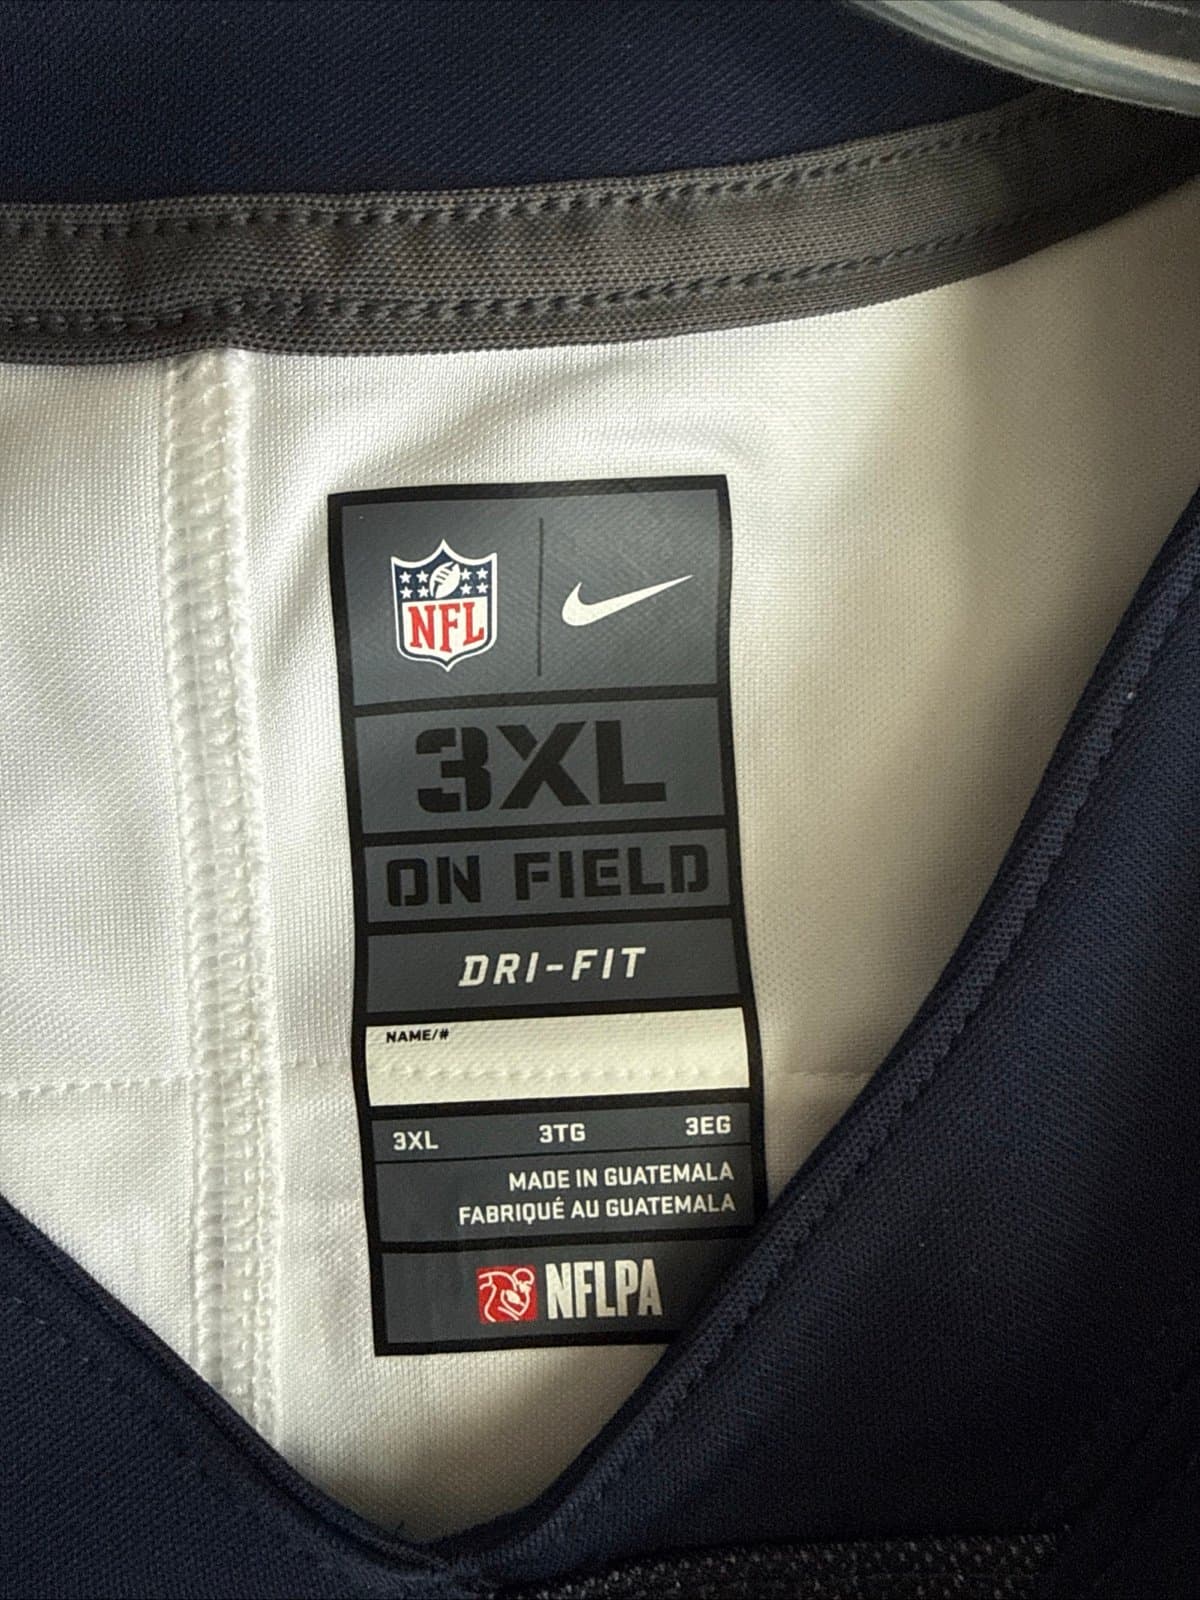 NFL
3XL
ON FIELD
DRI-FIT
NAME/#
3XL 3TG 3EG
MADE IN GUATEMALA
FABRIQUÉ AU GUATEMALA
NFLPA